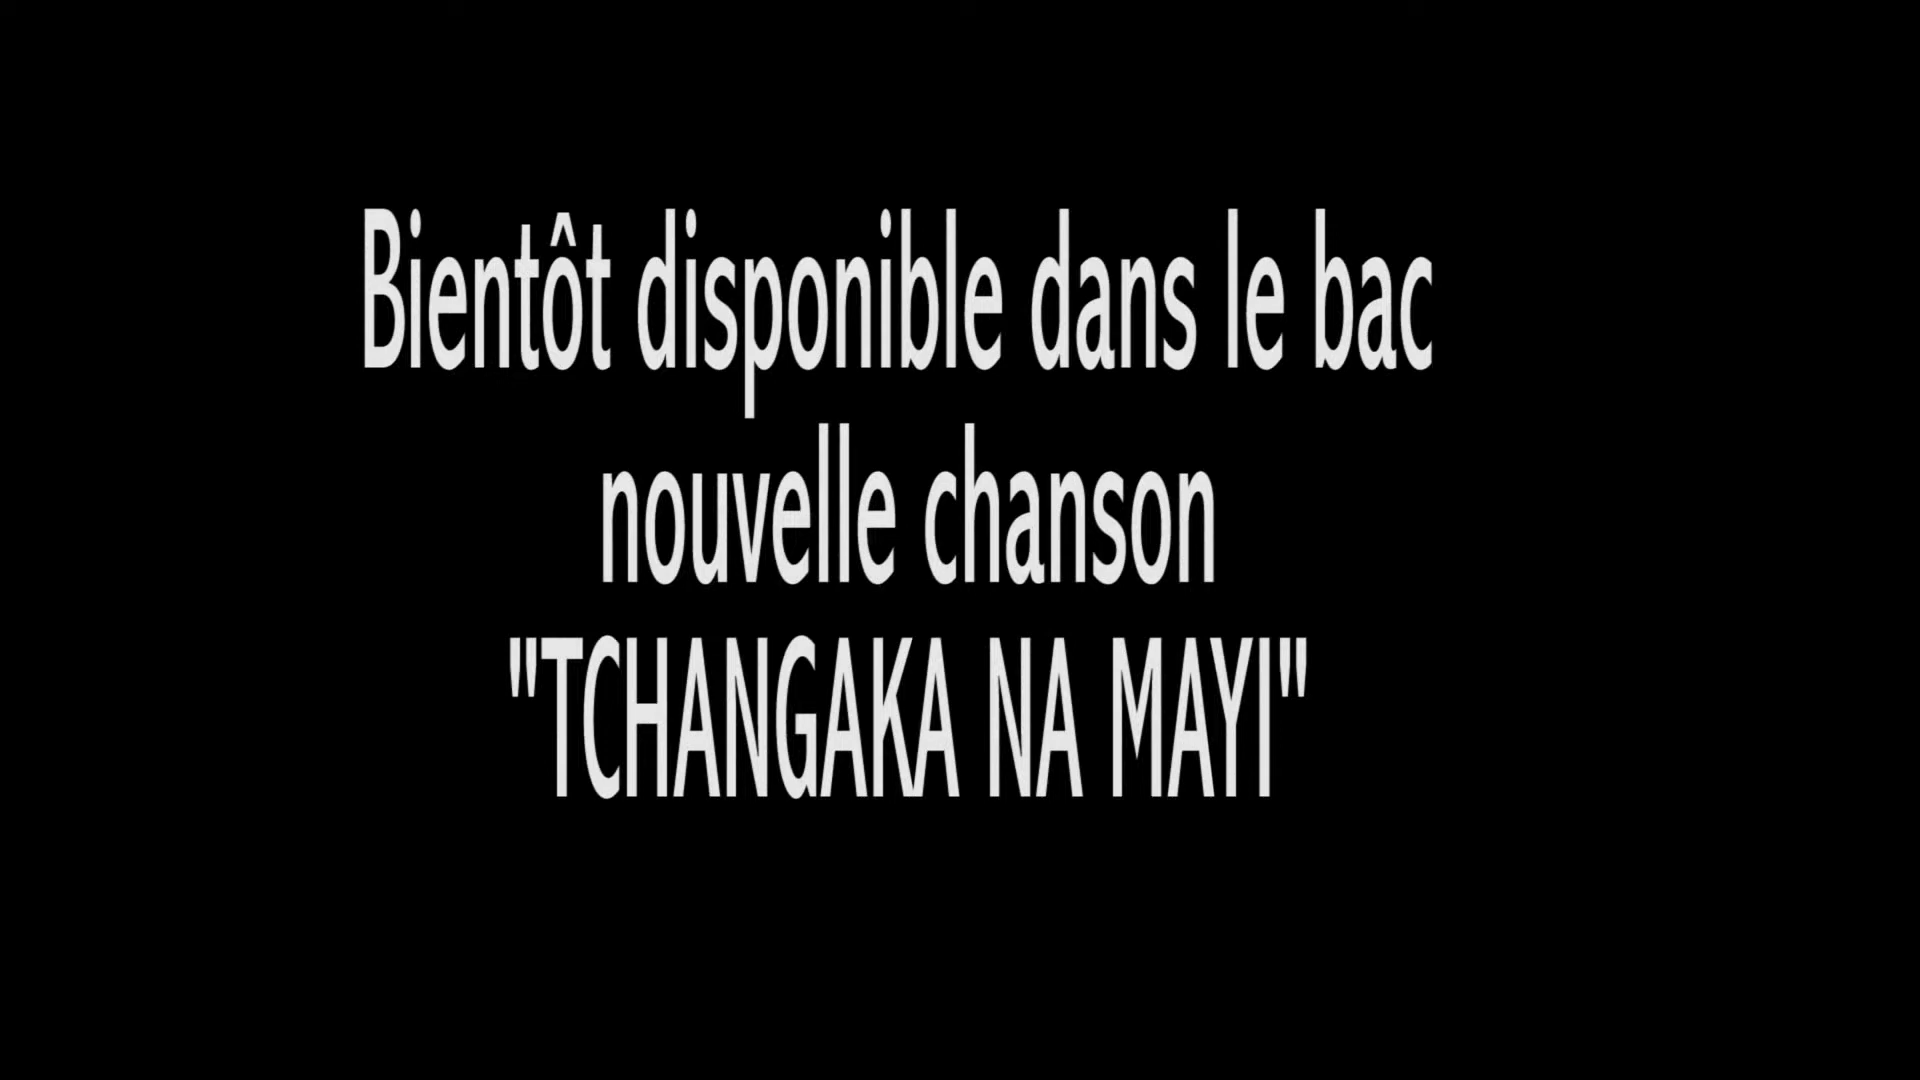 Bientôt disponible dans le bac
nouvelle chanson
"TCHANGAKA NA MAYI"